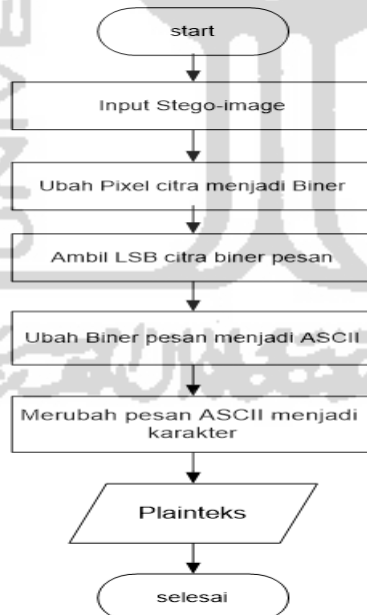 start
Input Stego-image
Ubah Pixel citra menjadi Biner
Ambil LSB citra biner pesan
Ubah Biner pesan menjadi ASCII
Merubah pesan ASCII menjadi
karakter
Plainteks
selesai